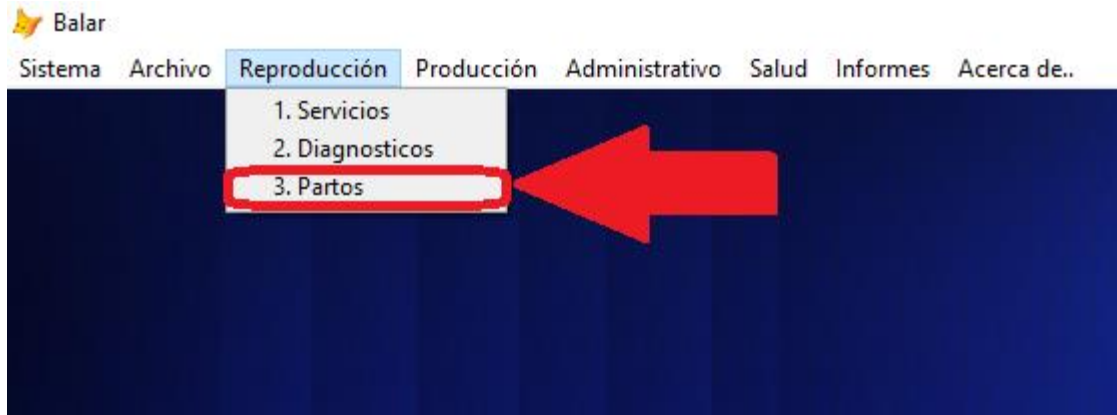 Balar
Sistema Archivo Reproducción Producción Administrativo Salud Informes Acerca de..
1. Servicios
2. Diagnosticos
3. Partos